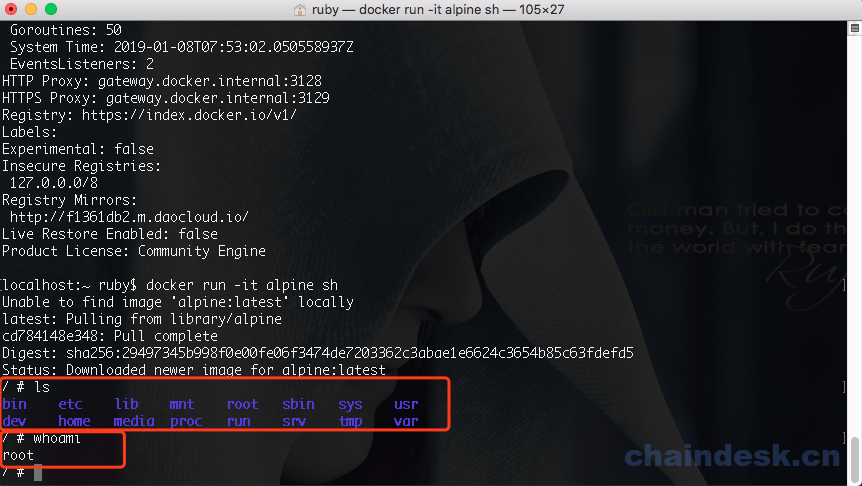 ruby — docker run -it alpine sh — 105×27
Goroutines: 50
System Time: 2019-01-08T07:53:02.050558937Z
EventsListeners: 2
HTTP Proxy: gateway.docker.internal:3128
HTTPS Proxy: gateway.docker.internal:3129
Registry: https://index.docker.io/v1/
Labels:
Experimental: false
Insecure Registries:
127.0.0.0/8
Registry Mirrors:
http://f1361db2.m.daocloud.io/
Live Restore Enabled: false
Product License: Community Engine
Old man tried to
money. But, I do
the world with
[localhost:~ ruby$ docker run -it alpine sh ]
Unable to find image 'alpine:latest' locally
latest: Pulling from library/alpine
cd784148e348: Pull complete
Digest: sha256:29497345b998f0e00fe06f3474de7203362c3abae1e6624c3654b85c63fdefd5
Status: Downloaded newer image for alpine:latest
/ # ls
bin etc lib mnt root sbin sys usr
dev home media proc run srv tmp var
/ # whoami
root
/ #
chaindesk.cn